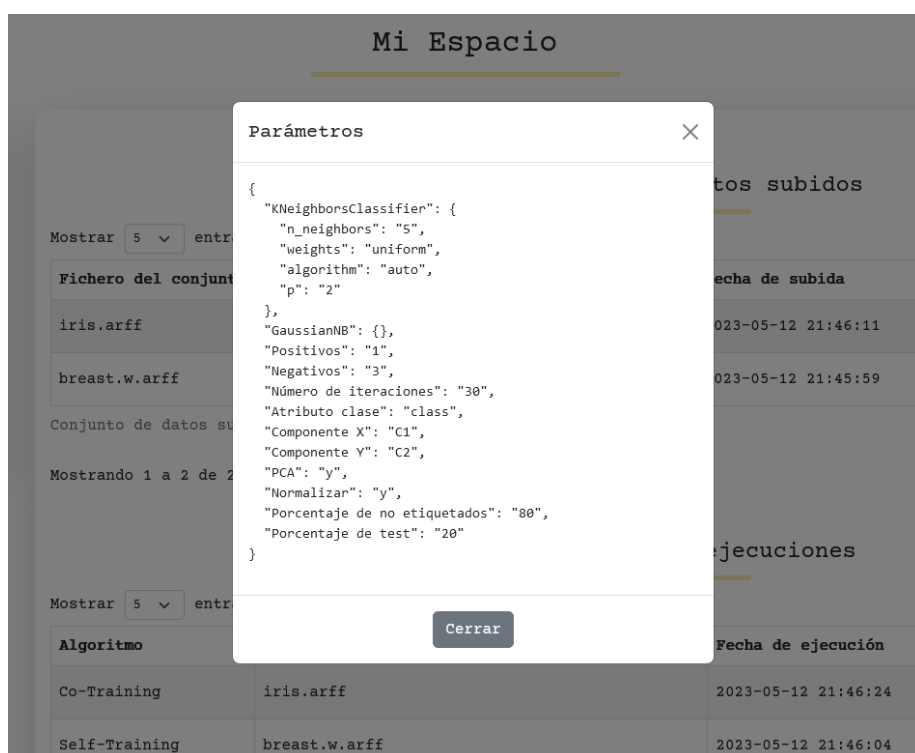 Mi Espacio
Parámetros
{
"KNeighborsClassifier": {
"n_neighbors": "5",
"weights": "uniform",
"algorithm": "auto",
"p": "2"
},
"GaussianNB": {},
"Positivos": "1",
"Negativos": "3",
"Número de iteraciones": "30",
"Atributo clase": "class",
"Componente X": "C1",
"Componente Y": "C2",
"PCA": "y",
"Normalizar": "y",
"Porcentaje de no etiquetados": "80",
"Porcentaje de test": "20"
}
Cerrar
tos subidos
Mostrar 5 entr
Fichero del conjunt echa de subida
iris.arff 023-05-12 21:46:11
breast.w.arff 023-05-12 21:45:59
Conjunto de datos su
Mostrando 1 a 2 de 2
ejecuciones
Mostrar 5 entr
Algoritmo Fecha de ejecución
Co-Training iris.arff 2023-05-12 21:46:24
Self-Training breast.w.arff 2023-05-12 21:46:04